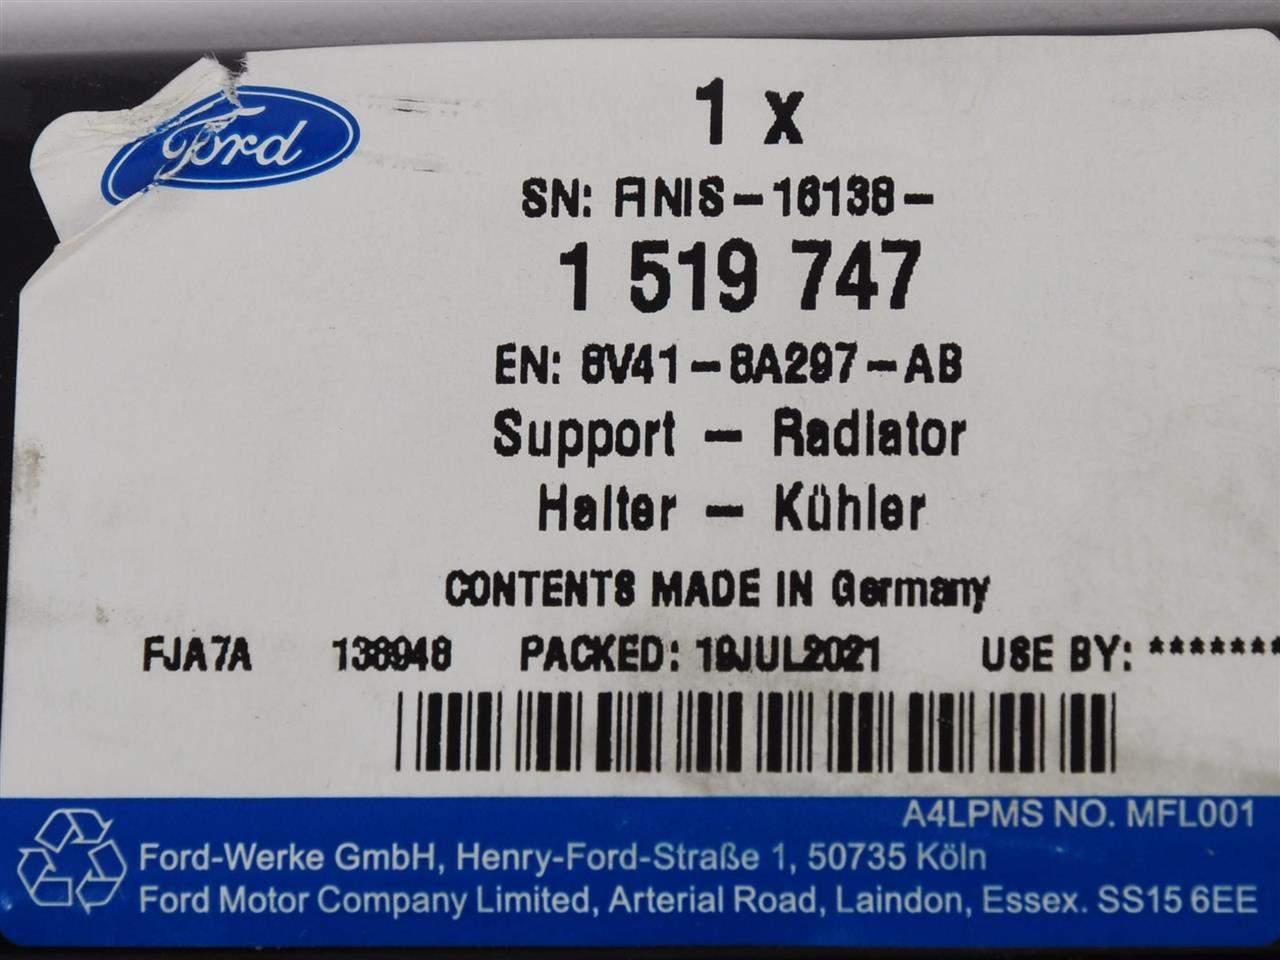 Ford
1 x
SN: FINIS-16138-
1 519 747
EN: 8V41-8A297-AB
Support - Radiator
Halter - Kühler
CONTENTS MADE IN Germany
FJA7A 138948 PACKED: 19JUL2021 USE BY: *******
A4LPMS NO. MFL001
Ford-Werke GmbH, Henry-Ford-Straße 1, 50735 Köln
Ford Motor Company Limited, Arterial Road, Laindon, Essex. SS15 6EE